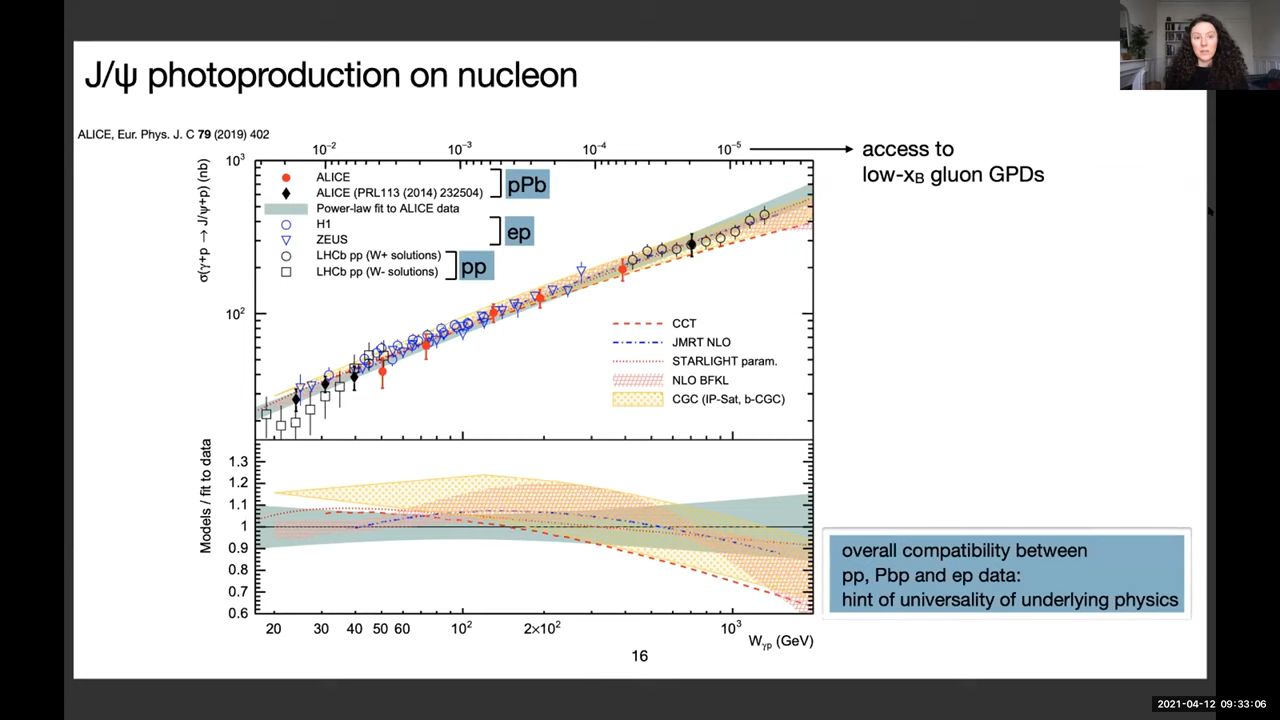 J/ψ photoproduction on nucleon
ALICE, Eur. Phys. J. C 79 (2019) 402
10⁻² 10⁻³ 10⁻⁴ 10⁻⁵
access to
low-xB gluon GPDs
σ(γ+p → J/ψ+p) (nb)
10³
10²
ALICE
ALICE (PRL113 (2014) 232504)
pPb
Power-law fit to ALICE data
H1
ZEUS
ep
LHCb pp (W+ solutions)
LHCb pp (W- solutions)
pp
CCT
JMRT NLO
STARLIGHT param.
NLO BFKL
CGC (IP-Sat, b-CGC)
Models / fit to data
1.3
1.2
1.1
1
0.9
0.8
0.7
0.6
20 30 40 50 60 10² 2×10² 10³
Wγp (GeV)
overall compatibility between
pp, Pbp and ep data:
hint of universality of underlying physics
16
2021-04-12 09:33:06